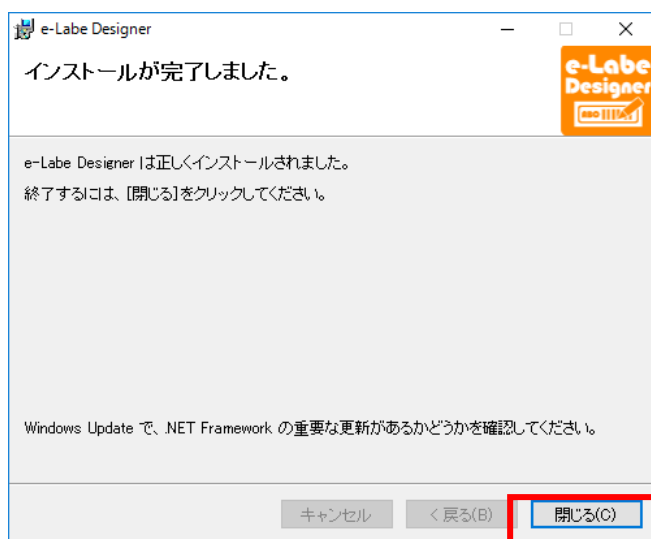 e-Labe Designer
インストールが完了しました。
e-Labe
Designer
e-Labe Designer は正しくインストールされました。
終了するには、[閉じる]をクリックしてください。
Windows Update で、.NET Framework の重要な更新があるかどうかを確認してください。
キャンセル
< 戻る(B)
閉じる(C)